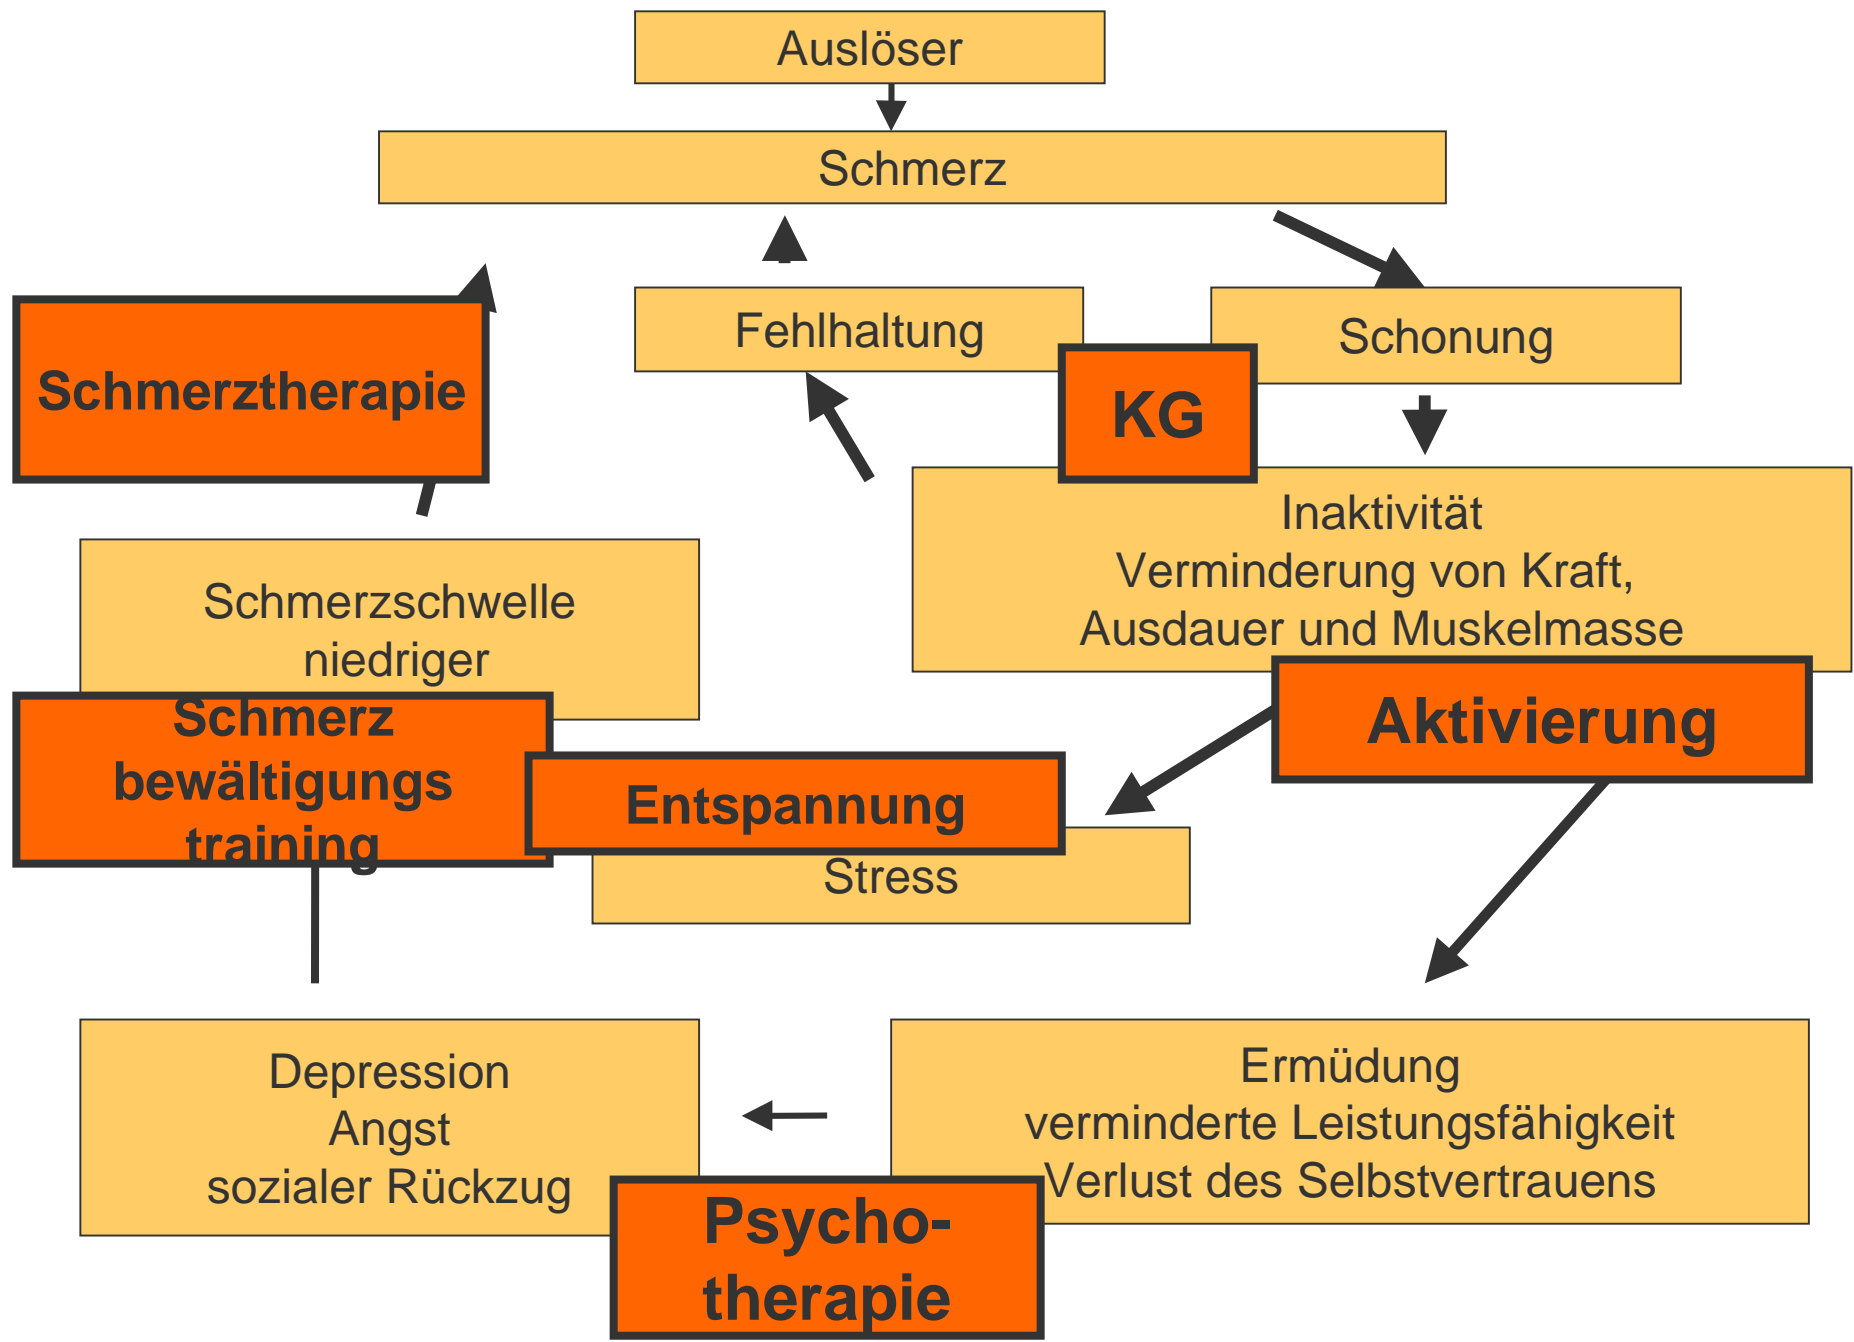 Auslöser
Schmerz
Fehlhaltung
Schonung
Schmerztherapie
KG
Inaktivität
Verminderung von Kraft,
Ausdauer und Muskelmasse
Schmerzschwelle
niedriger
Schmerz
bewältigungs
training
Entspannung
Aktivierung
Stress
Depression
Angst
sozialer Rückzug
Ermüdung
verminderte Leistungsfähigkeit
Verlust des Selbstvertrauens
Psycho-
therapie